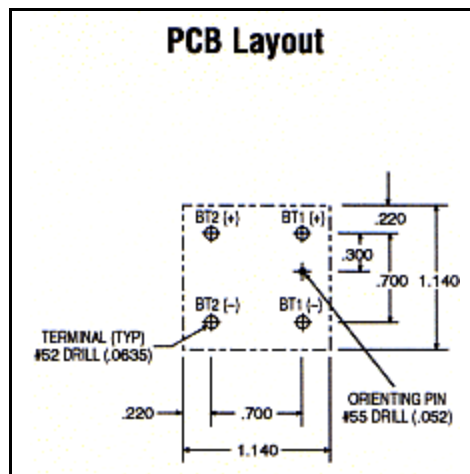 PCB Layout
BT2 (+) BT1 (+)
.220
.300
.700 1.140
BT2 (–) BT1 (–)
TERMINAL (TYP)
#52 DRILL (.0635)
ORIENTING PIN
#55 DRILL (.052)
.220 .700
1.140